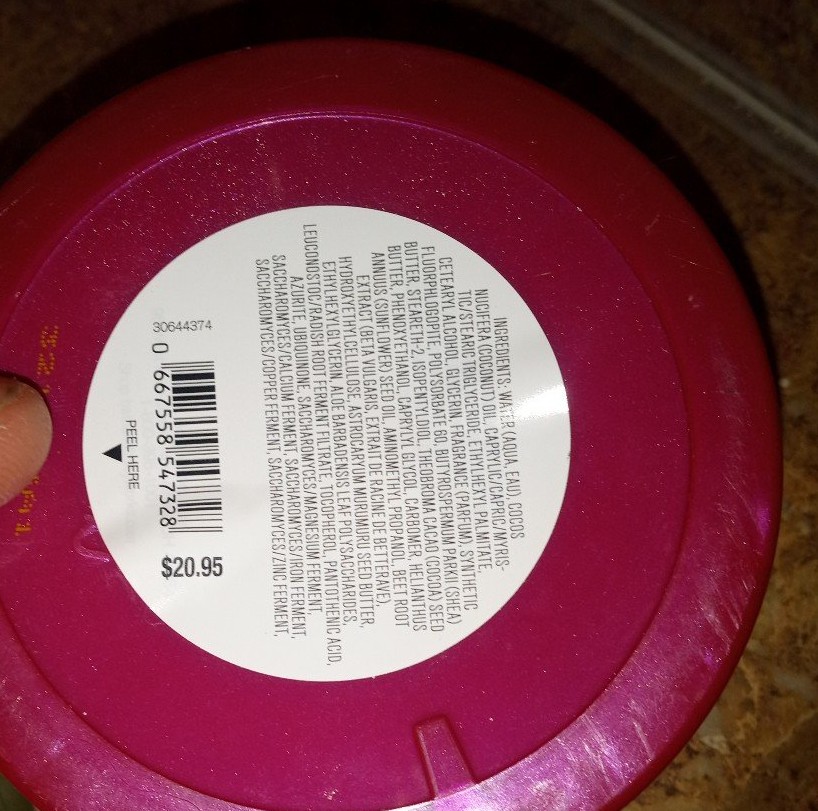 INGREDIENTS: WATER (AQUA, EAU), COCOS
NUCIFERA (COCONUT) OIL, CAPRYLIC/CAPRIC/MYRIS-
TIC/STEARIC TRIGLYCERIDE, ETHYLHEXYL PALMITATE,
CETEARYL ALCOHOL, GLYCERIN, FRAGRANCE (PARFUM), SYNTHETIC
FLUORPHLOGOPITE, POLYSORBATE 60, BUTYROSPERMUM PARKII (SHEA)
BUTTER, STEARETH-2, ISOPENTYLDIOL, THEOBROMA CACAO (COCOA) SEED
BUTTER, PHENOXYETHANOL, CAPRYLYL GLYCOL, CARBOMER, HELIANTHUS
ANNUUS (SUNFLOWER) SEED OIL, AMINOMETHYL PROPANOL, BEET ROOT
EXTRACT (BETA VULGARIS, EXTRAIT DE RACINE DE BETTERAVE),
HYDROXYETHYLCELLULOSE, ASTROCARYUM MURUMURU SEED BUTTER,
ETHYLHEXYLGLYCERIN, ALOE BARBADENSIS LEAF POLYSACCHARIDES,
LEUCONOSTOC/RADISH ROOT FERMENT FILTRATE, TOCOPHEROL, PANTOTHENIC ACID,
AZURITE, UBIQUINONE, SACCHAROMYCES/MAGNESIUM FERMENT,
SACCHAROMYCES/CALCIUM FERMENT, SACCHAROMYCES/IRON FERMENT,
SACCHAROMYCES/COPPER FERMENT, SACCHAROMYCES/ZINC FERMENT,
30644374
0 667558 547328
$20.95
PEEL HERE